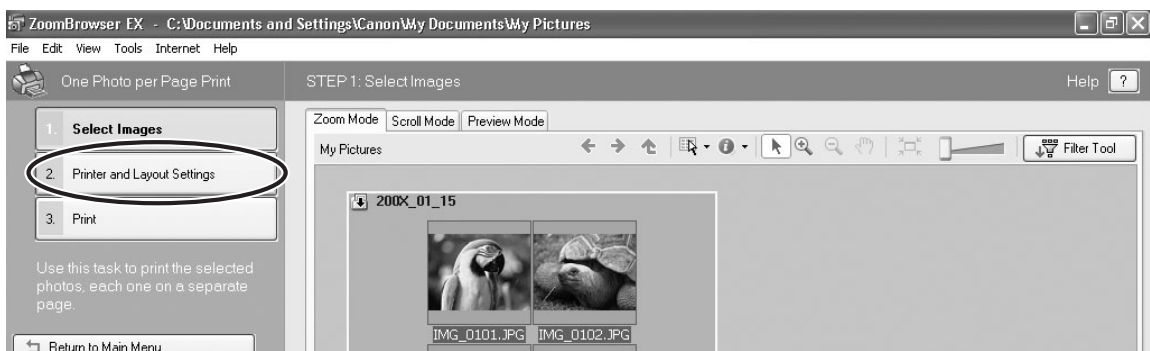 ZoomBrowser EX - C:\Documents and Settings\Canon\My Documents\My Pictures
File Edit View Tools Internet Help
One Photo per Page Print
STEP 1: Select Images
Help ?
1. Select Images
2. Printer and Layout Settings
3. Print
Use this task to print the selected
photos, each one on a separate
page.
Return to Main Menu
Zoom Mode Scroll Mode Preview Mode
My Pictures
Filter Tool
200X_01_15
IMG_0101.JPG IMG_0102.JPG